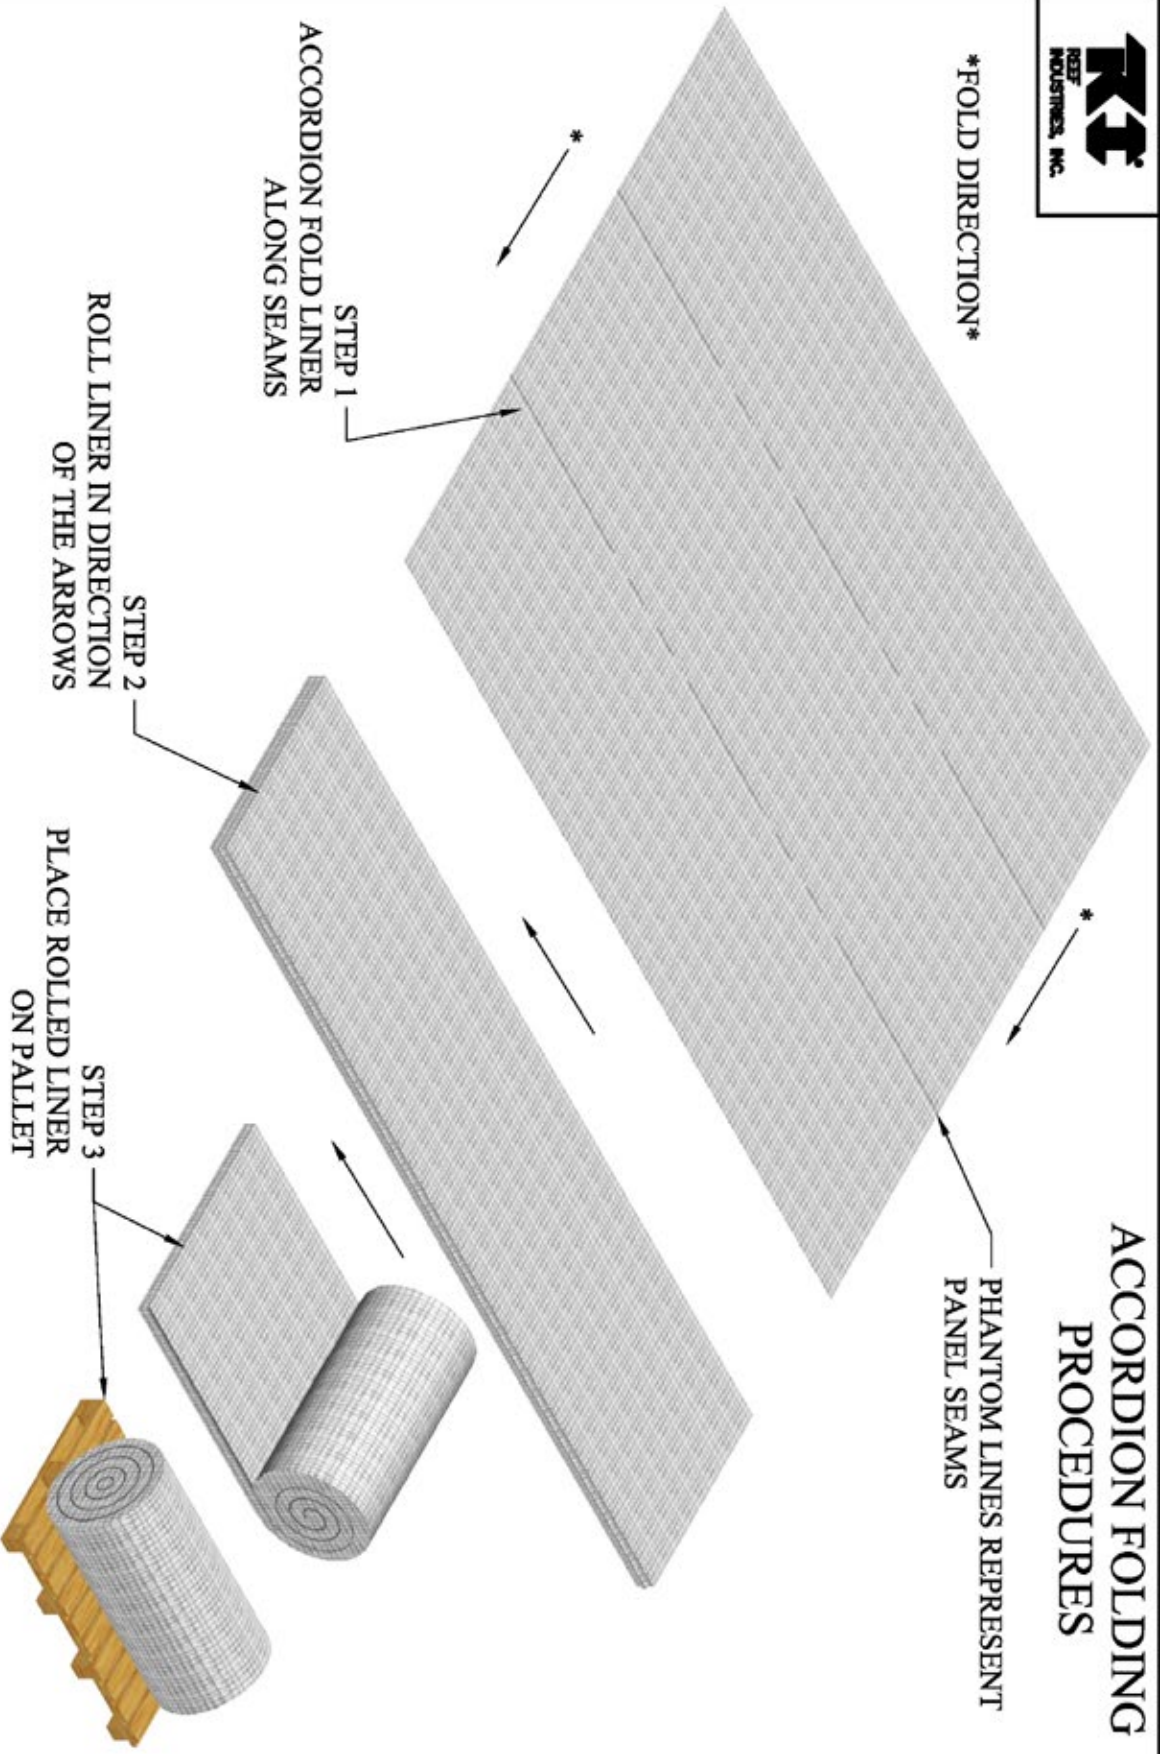 RI®
REEF
INDUSTRIES, INC.
ACCORDION FOLDING
PROCEDURES
*FOLD DIRECTION*
PHANTOM LINES REPRESENT
PANEL SEAMS
*
*
STEP 1
ACCORDION FOLD LINER
ALONG SEAMS
STEP 2
ROLL LINER IN DIRECTION
OF THE ARROWS
STEP 3
PLACE ROLLED LINER
ON PALLET